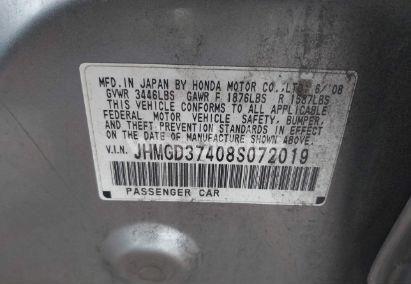 MFD. IN JAPAN BY HONDA MOTOR CO.,LTD. 6/'08
GVWR 3446LBS GAWR F 1876LBS R 1587LBS
THIS VEHICLE CONFORMS TO ALL APPLICABLE
FEDERAL MOTOR VEHICLE SAFETY, BUMPER,
AND THEFT PREVENTION STANDARDS IN EFFECT
ON THE DATE OF MANUFACTURE SHOWN ABOVE.
V.I.N. JHMGD37408S072019
PASSENGER CAR